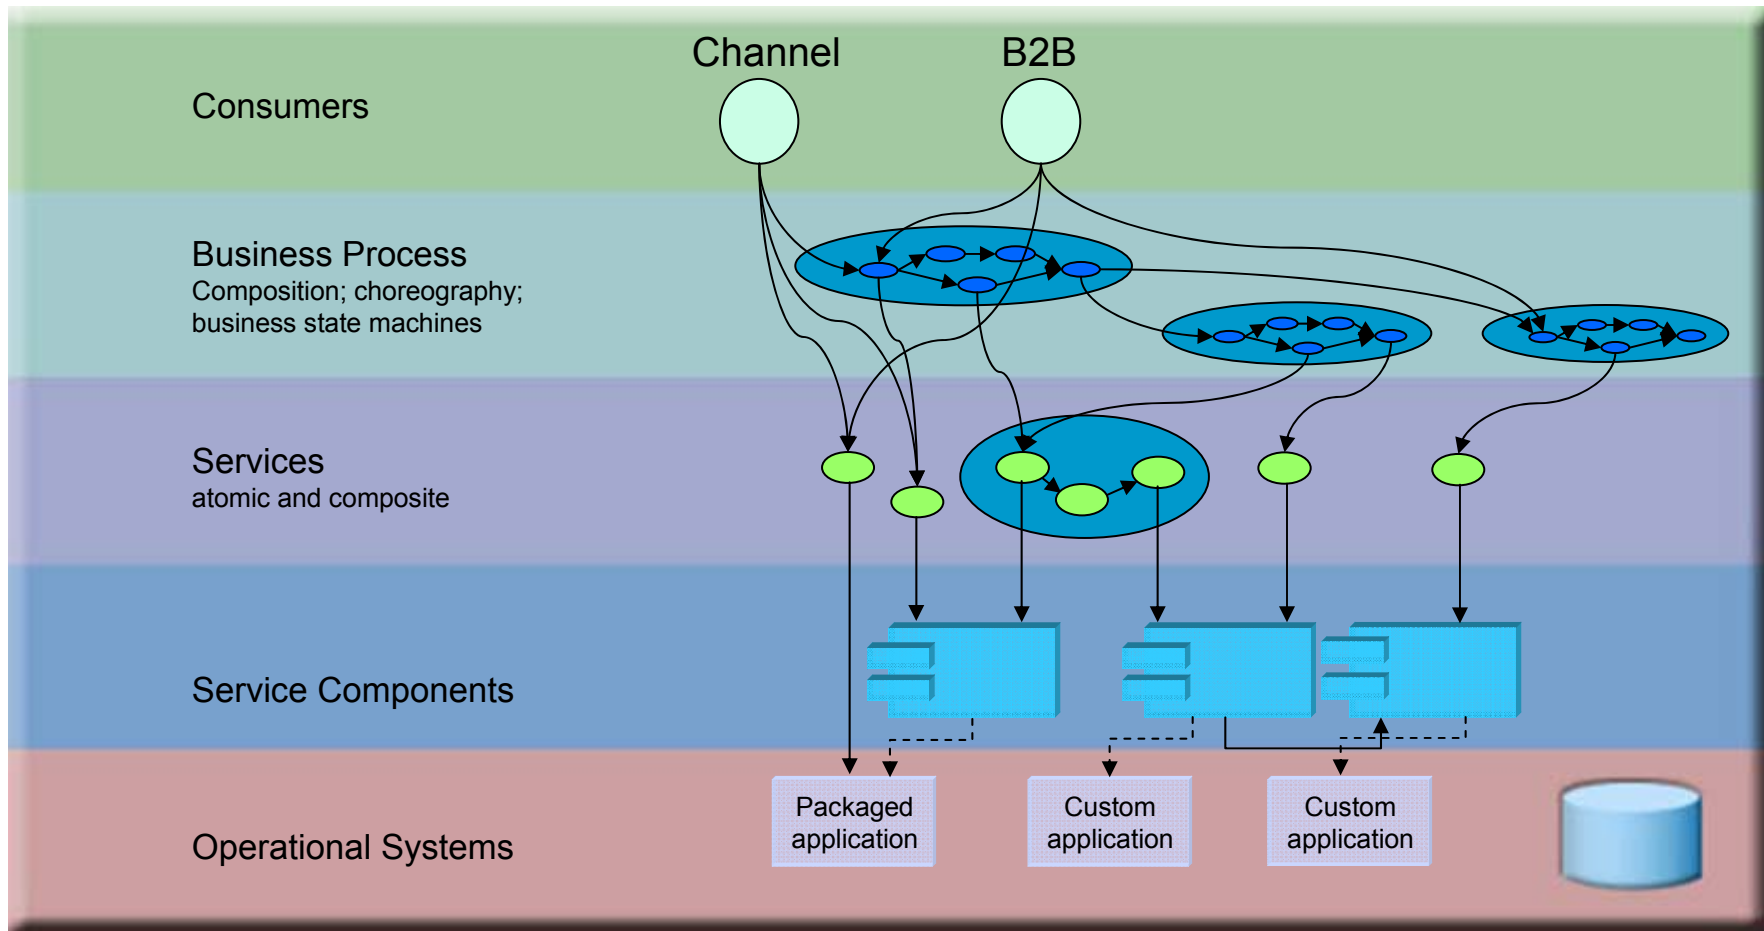 Channel
B2B
Consumers
Business Process
Composition; choreography;
business state machines
Services
atomic and composite
Service Components
Operational Systems
Packaged
application
Custom
application
Custom
application